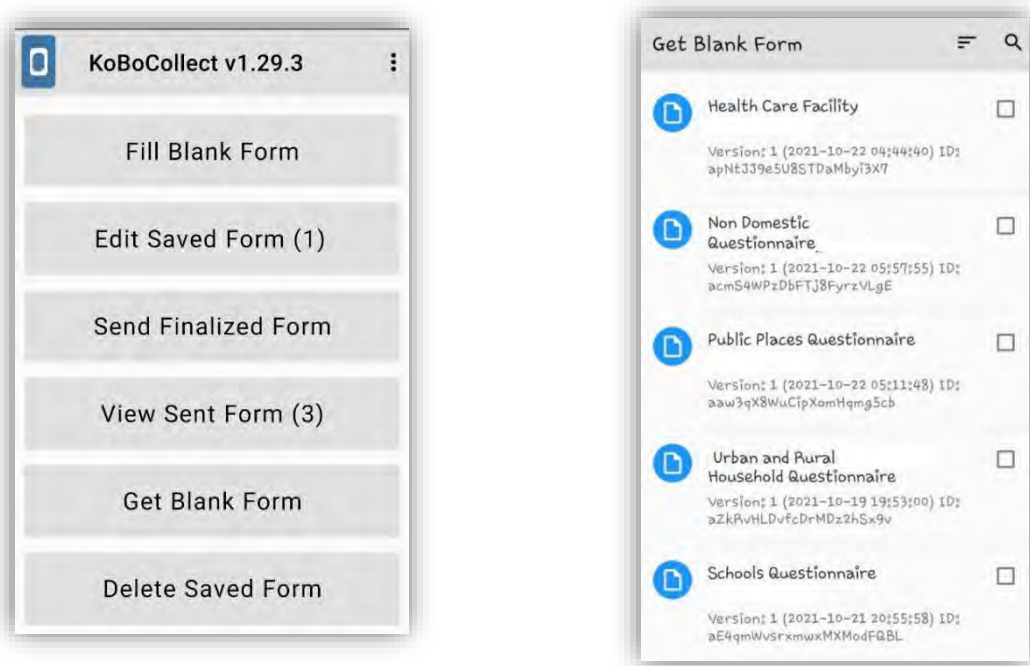 KoBoCollect v1.29.3
Fill Blank Form
Edit Saved Form (1)
Send Finalized Form
View Sent Form (3)
Get Blank Form
Delete Saved Form
Get Blank Form
Health Care Facility
Version: 1 (2021-10-22 04:44:40) ID:
apNtJJ9e5U8STDaMbyi3X7
Non Domestic
Questionnaire
Version: 1 (2021-10-22 05:57:55) ID:
acmS4WPzDbFTJ8FyrzVLgE
Public Places Questionnaire
Version: 1 (2021-10-22 05:11:48) ID:
aaw3qX8WuCipXomHqmg5cb
Urban and Rural
Household Questionnaire
Version: 1 (2021-10-19 19:53:00) ID:
aZkRvHLDvfcDrMDz2hSx9v
Schools Questionnaire
Version: 1 (2021-10-21 20:55:58) ID:
aE4qmWvsrxmwxMXModFQBL